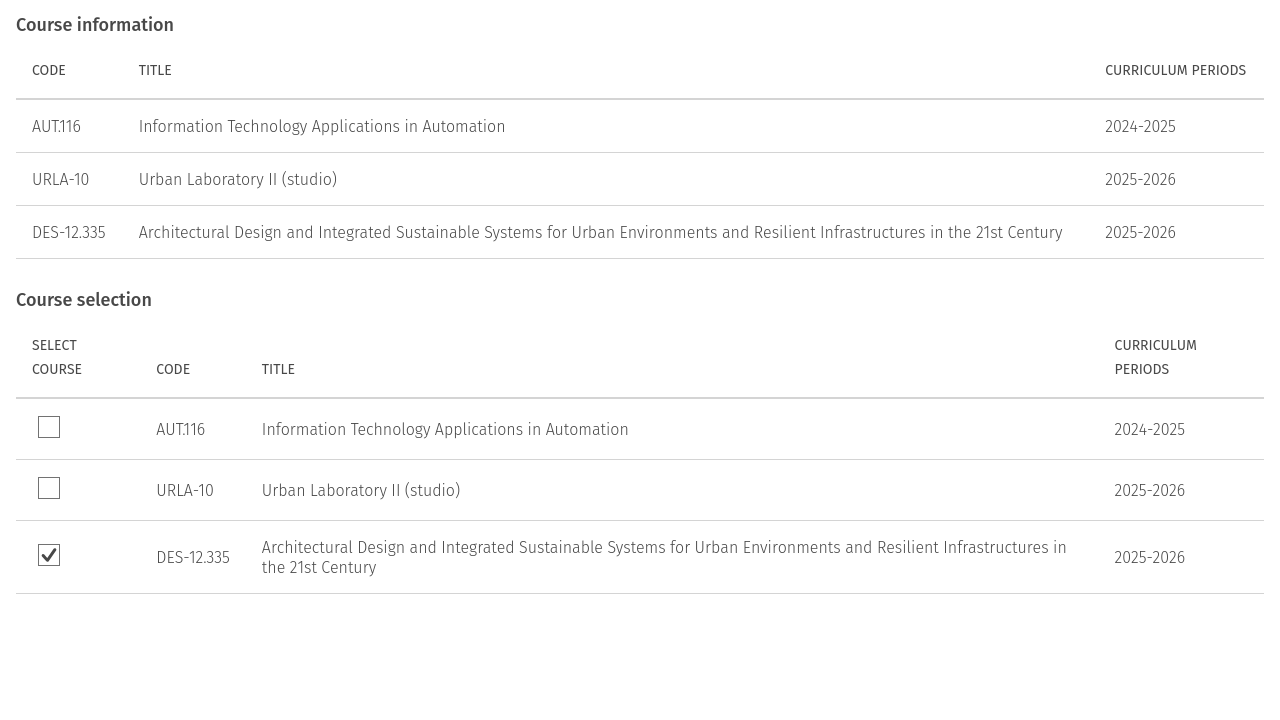 Course information
CODE TITLE CURRICULUM PERIODS
AUT.116 Information Technology Applications in Automation 2024-2025
URLA-10 Urban Laboratory II (studio) 2025-2026
DES-12.335 Architectural Design and Integrated Sustainable Systems for Urban Environments and Resilient Infrastructures in the 21st Century 2025-2026
Course selection
SELECT
COURSE CODE TITLE CURRICULUM
PERIODS
AUT.116 Information Technology Applications in Automation 2024-2025
URLA-10 Urban Laboratory II (studio) 2025-2026
DES-12.335 Architectural Design and Integrated Sustainable Systems for Urban Environments and Resilient Infrastructures in
the 21st Century 2025-2026